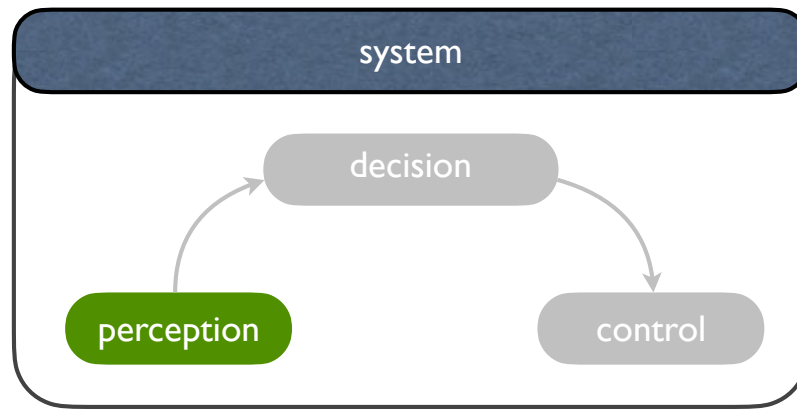 system
decision
perception
control